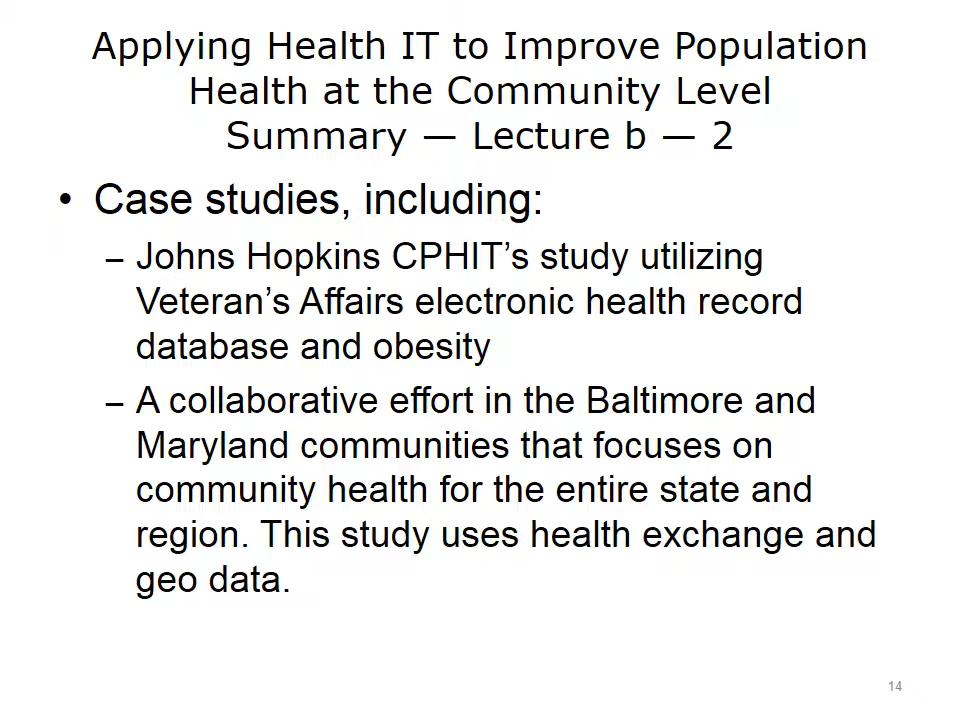 Applying Health IT to Improve Population
Health at the Community Level
Summary — Lecture b — 2
• Case studies, including:
– Johns Hopkins CPHIT’s study utilizing
Veteran’s Affairs electronic health record
database and obesity
– A collaborative effort in the Baltimore and
Maryland communities that focuses on
community health for the entire state and
region. This study uses health exchange and
geo data.
14